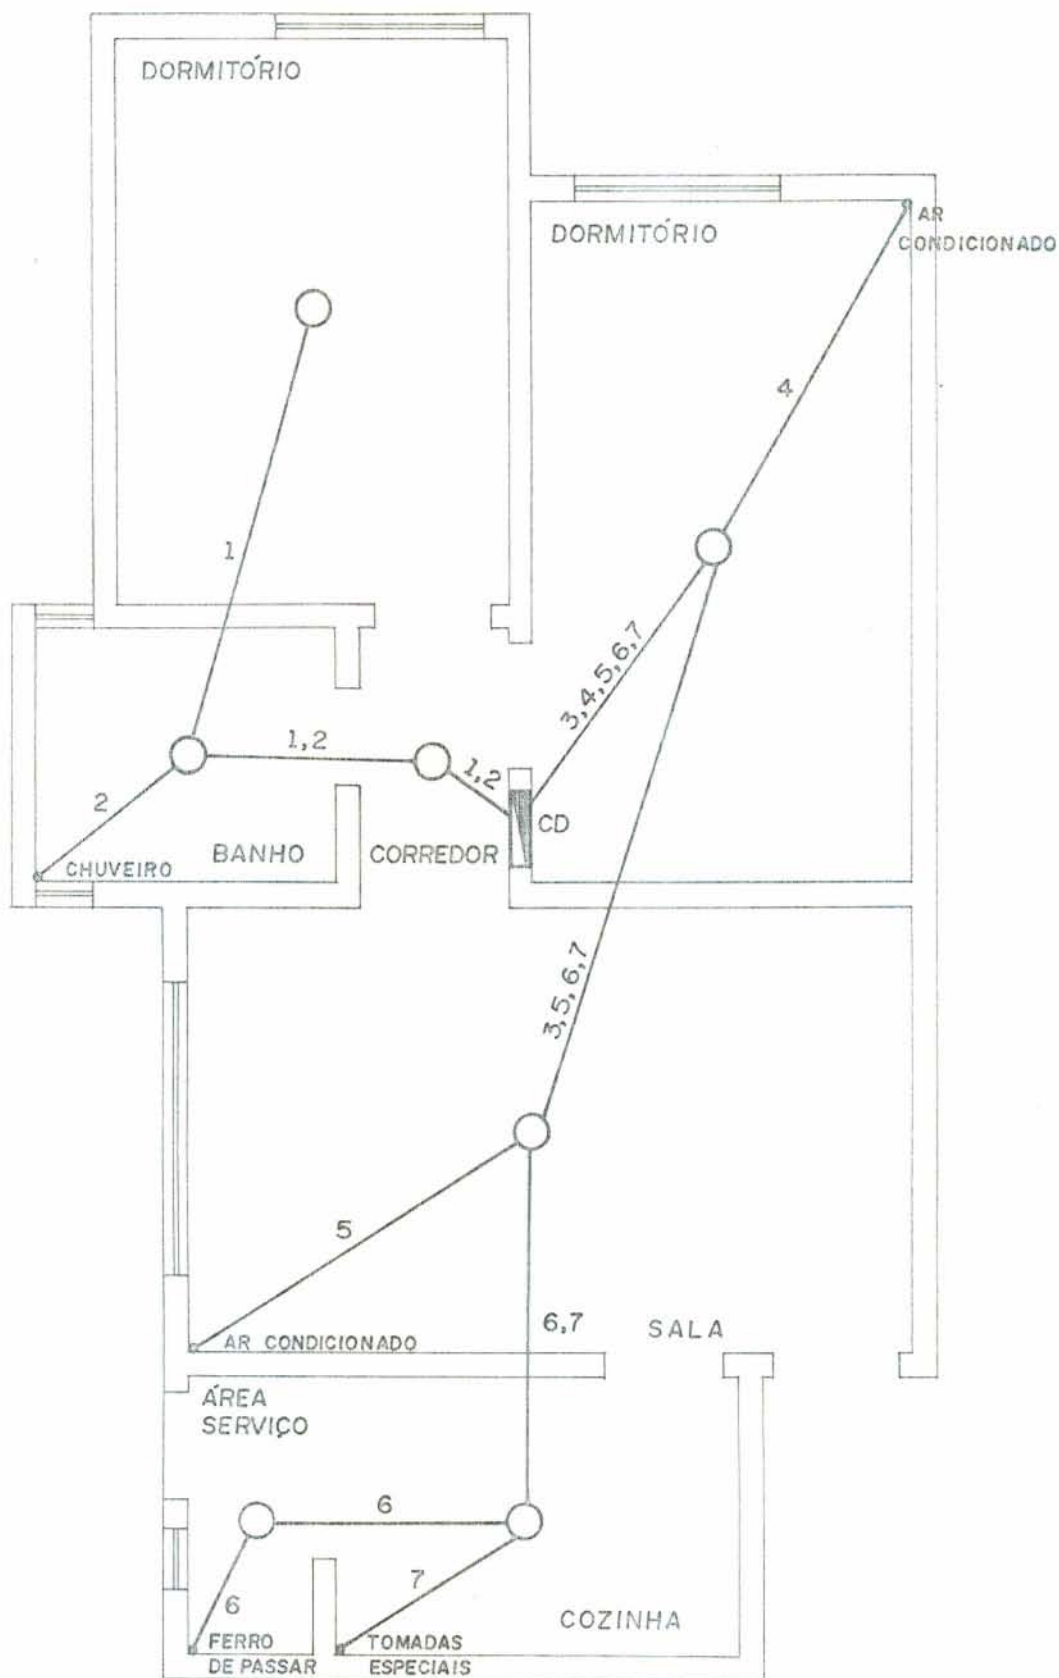 DORMITÓRIO
DORMITÓRIO
AR
CONDICIONADO
4
1
3,4,5,6,7
1,2
1,2
2
CD
CHUVEIRO
BANHO
CORREDOR
3,5,6,7
5
6,7
SALA
AR CONDICIONADO
ÁREA
SERVIÇO
6
7
6
COZINHA
FERRO
DE PASSAR
TOMADAS
ESPECIAIS